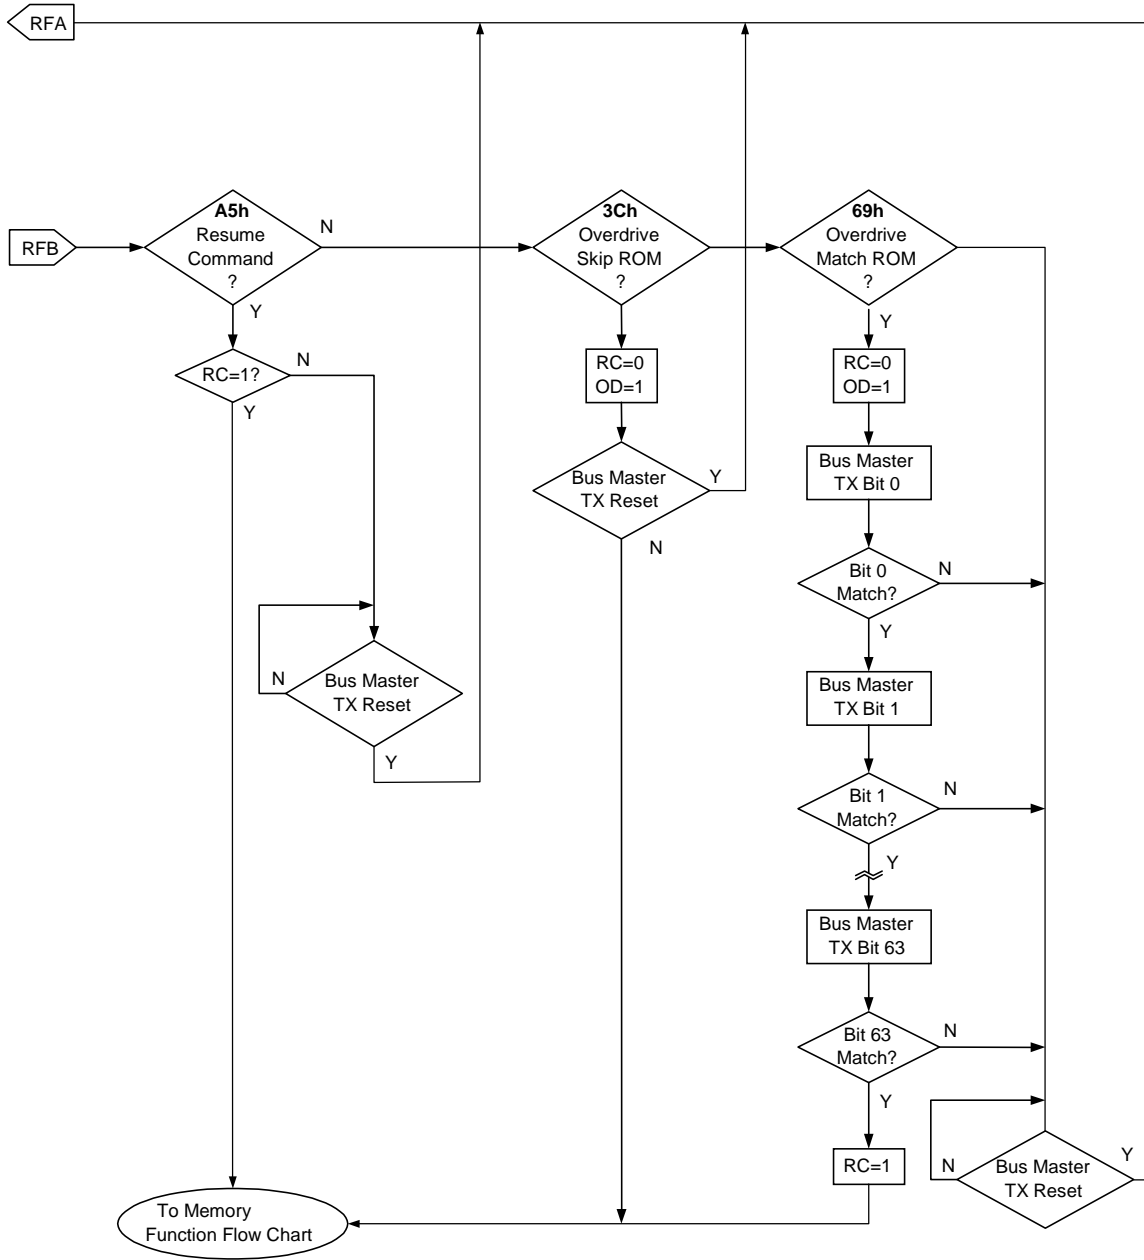 RFA
RFB
A5h
Resume
Command
?
N
Y
RC=1?
N
Y
Bus Master
TX Reset
N
Y
3Ch
Overdrive
Skip ROM
?
RC=0
OD=1
Bus Master
TX Reset
Y
N
69h
Overdrive
Match ROM
?
Y
RC=0
OD=1
Bus Master
TX Bit 0
Bit 0
Match?
N
Y
Bus Master
TX Bit 1
Bit 1
Match?
N
Y
Bus Master
TX Bit 63
Bit 63
Match?
N
Y
RC=1
Bus Master
TX Reset
N
Y
To Memory
Function Flow Chart